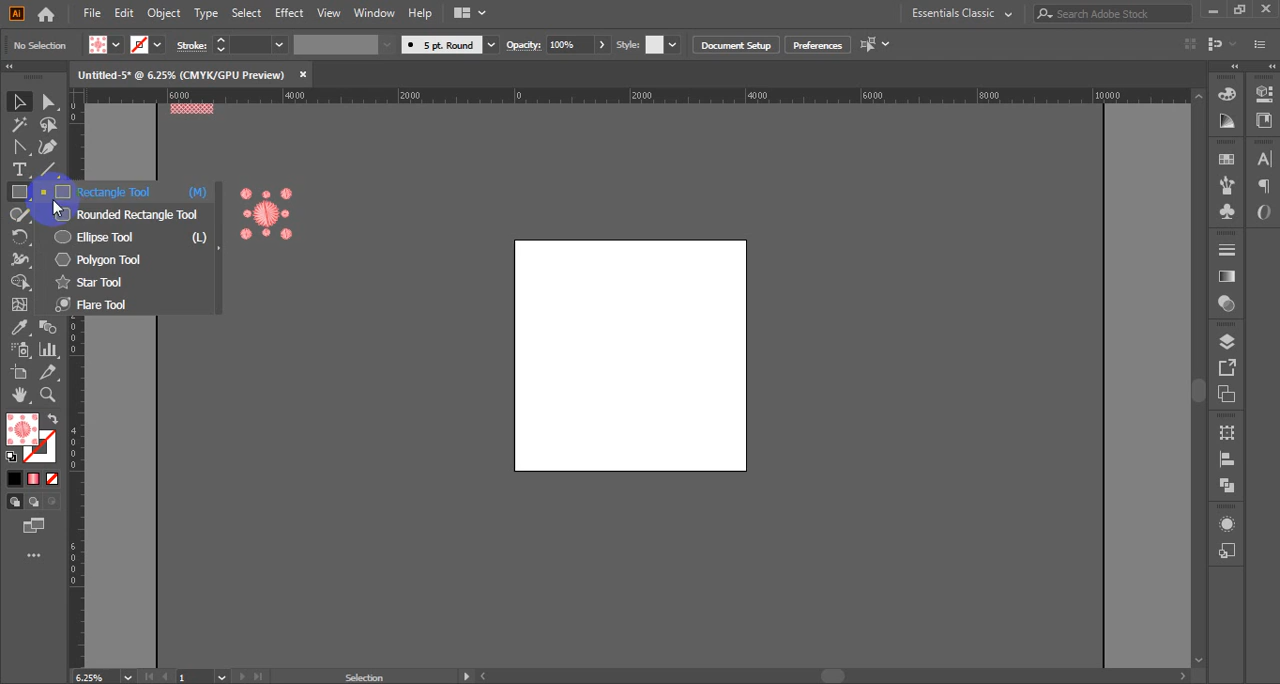 Ai File Edit Object Type Select Effect View Window Help Essentials Classic Search Adobe Stock
No Selection Stroke: 5 pt. Round Opacity: 100% Style: Document Setup Preferences
Untitled-5* @ 6.25% (CMYK/GPU Preview)
6000 4000 2000 0 2000 4000 6000 8000 10000
Rectangle Tool (M)
Rounded Rectangle Tool
Ellipse Tool (L)
Polygon Tool
Star Tool
Flare Tool
6.25% 1 Selection